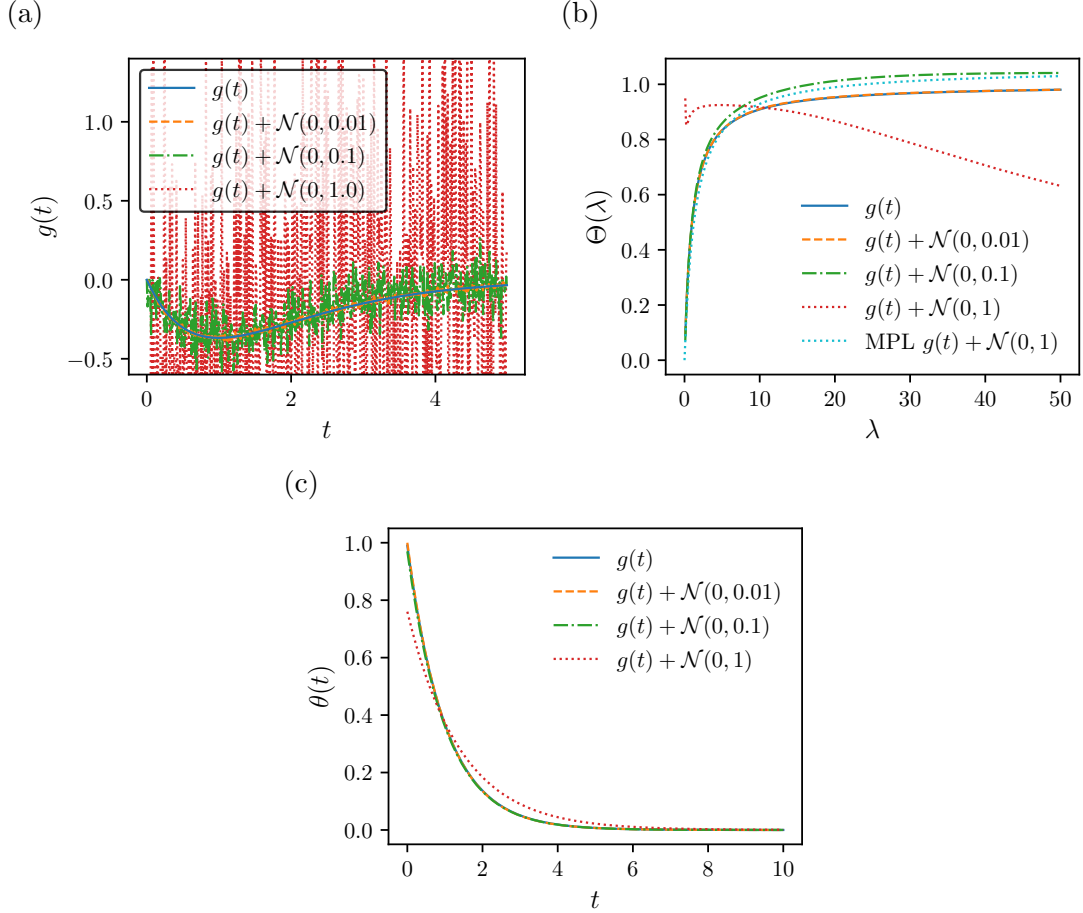 (a)
g(t)
1.0
0.5
0.0
−0.5
0
2
4
t
g(t)
g(t) + 𝒩(0, 0.01)
g(t) + 𝒩(0, 0.1)
g(t) + 𝒩(0, 1.0)
(b)
Θ(λ)
1.0
0.8
0.6
0.4
0.2
0.0
0
10
20
30
40
50
λ
g(t)
g(t) + 𝒩(0, 0.01)
g(t) + 𝒩(0, 0.1)
g(t) + 𝒩(0, 1)
MPL g(t) + 𝒩(0, 1)
(c)
θ(t)
1.0
0.8
0.6
0.4
0.2
0.0
0
2
4
6
8
10
t
g(t)
g(t) + 𝒩(0, 0.01)
g(t) + 𝒩(0, 0.1)
g(t) + 𝒩(0, 1)